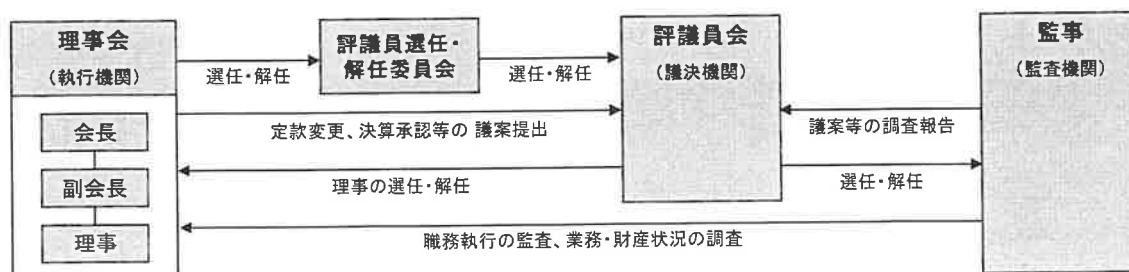 理事会
（執行機関）
会長
副会長
理事
選任・解任
評議員選任・
解任委員会
選任・解任
評議員会
（議決機関）
監事
（監査機関）
定款変更、決算承認等の 議案提出
議案等の調査報告
理事の選任・解任
選任・解任
職務執行の監査、業務・財産状況の調査